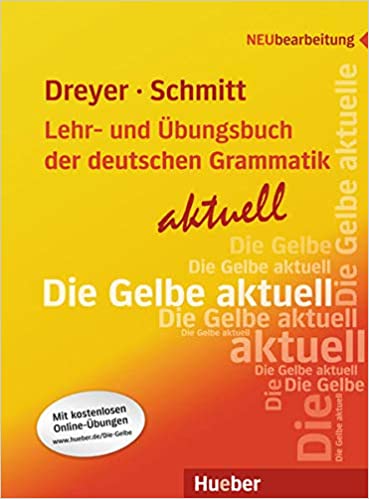 NEUbearbeitung
Dreyer · Schmitt
Lehr- und Übungsbuch
der deutschen Grammatik
aktuell
Die Gelbe
Die Gelbe aktuell
Die Gelbe aktuell
Die Gelbe aktuell
Die Gelbe aktuell
aktuell
Die Gelbe aktuell
Die Die Gelbe
Die Gelbe aktuelle
Die
Die Gelbe aktuell
Mit kostenlosen
Online-Übungen
www.hueber.de/Die-Gelbe
Hueber